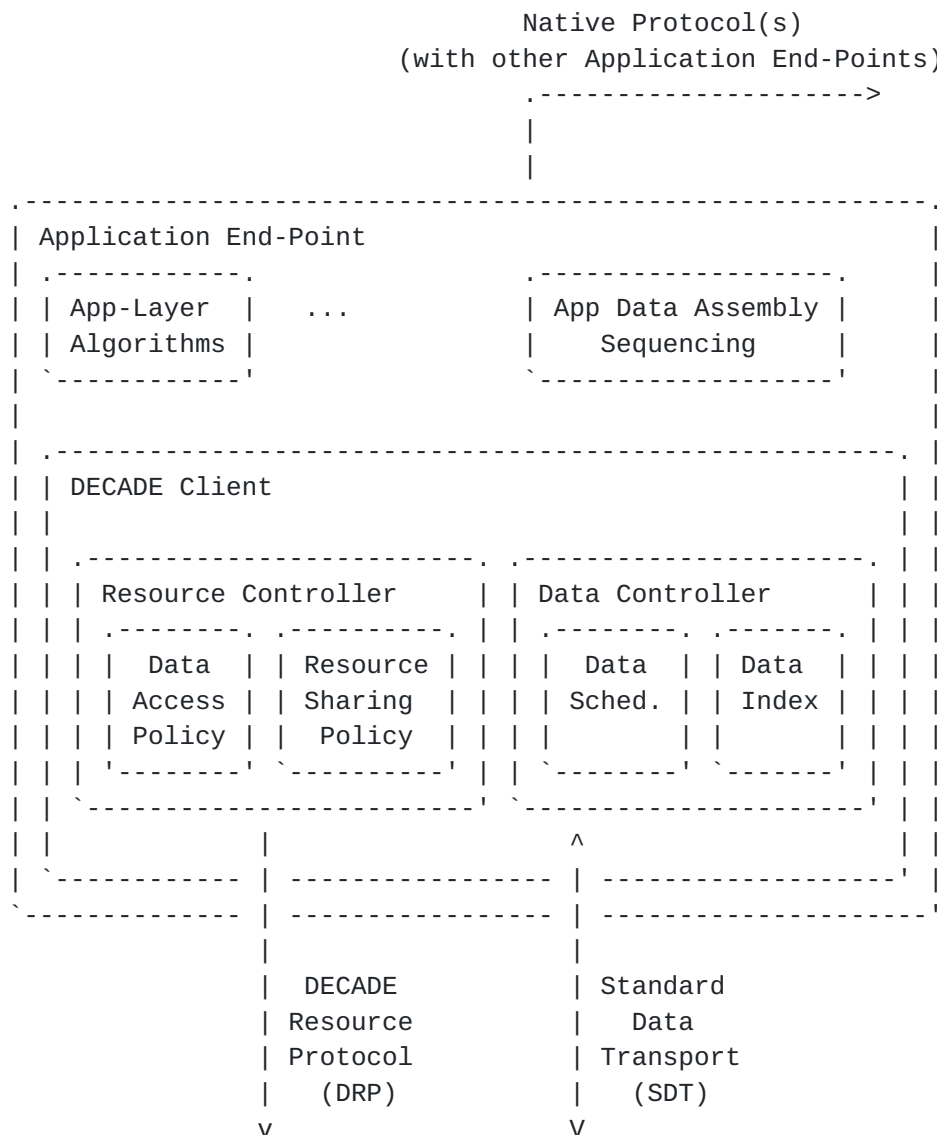 Native Protocol(s)
(with other Application End-Points)
Application End-Point
App-Layer ... App Data Assembly
Algorithms Sequencing
DECADE Client
Resource Controller Data Controller
Data Resource Data Data
Access Sharing Sched. Index
Policy Policy
DECADE Standard
Resource Data
Protocol Transport
(DRP) (SDT)